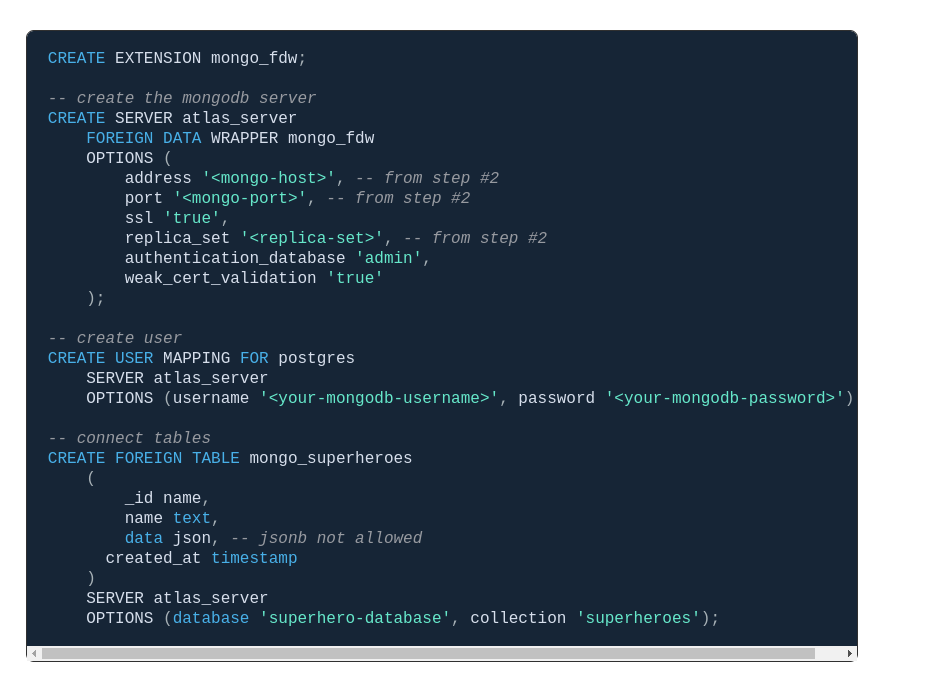 CREATE EXTENSION mongo_fdw;
-- create the mongodb server
CREATE SERVER atlas_server
    FOREIGN DATA WRAPPER mongo_fdw
    OPTIONS (
        address '<mongo-host>', -- from step #2
        port '<mongo-port>', -- from step #2
        ssl 'true',
        replica_set '<replica-set>', -- from step #2
        authentication_database 'admin',
        weak_cert_validation 'true'
    );
-- create user
CREATE USER MAPPING FOR postgres
    SERVER atlas_server
    OPTIONS (username '<your-mongodb-username>', password '<your-mongodb-password>')
-- connect tables
CREATE FOREIGN TABLE mongo_superheroes
    (
        _id name,
        name text,
        data json, -- jsonb not allowed
      created_at timestamp
    )
    SERVER atlas_server
    OPTIONS (database 'superhero-database', collection 'superheroes');